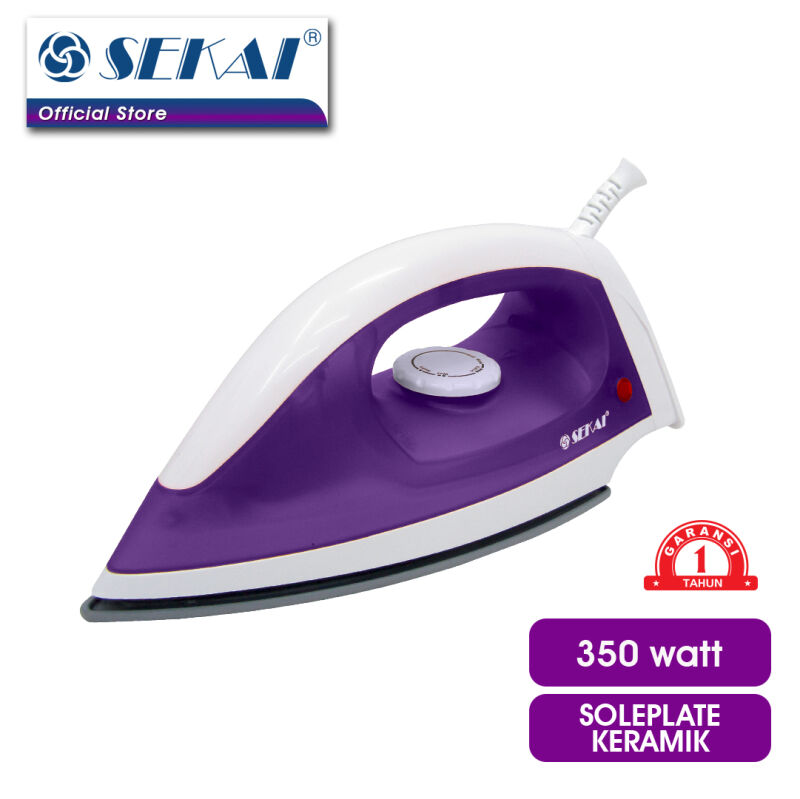 SEKAI®
Official Store
SEKAI®
GARANSI
1
TAHUN
350 watt
SOLEPLATE
KERAMIK